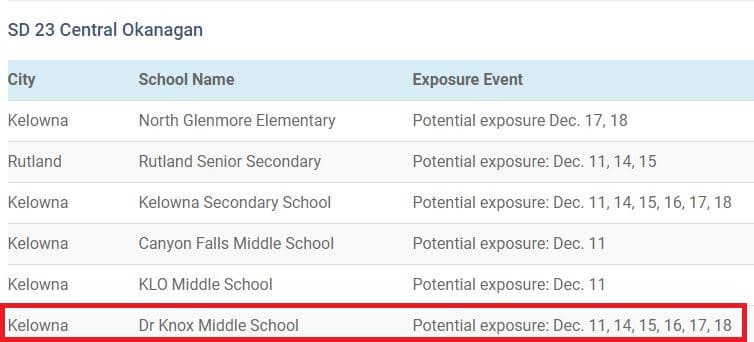 SD 23 Central Okanagan
City School Name Exposure Event
Kelowna North Glenmore Elementary Potential exposure Dec. 17, 18
Rutland Rutland Senior Secondary Potential exposure: Dec. 11, 14, 15
Kelowna Kelowna Secondary School Potential exposure: Dec. 11, 14, 15, 16, 17, 18
Kelowna Canyon Falls Middle School Potential exposure: Dec. 11
Kelowna KLO Middle School Potential exposure: Dec. 11
Kelowna Dr Knox Middle School Potential exposure: Dec. 11, 14, 15, 16, 17, 18